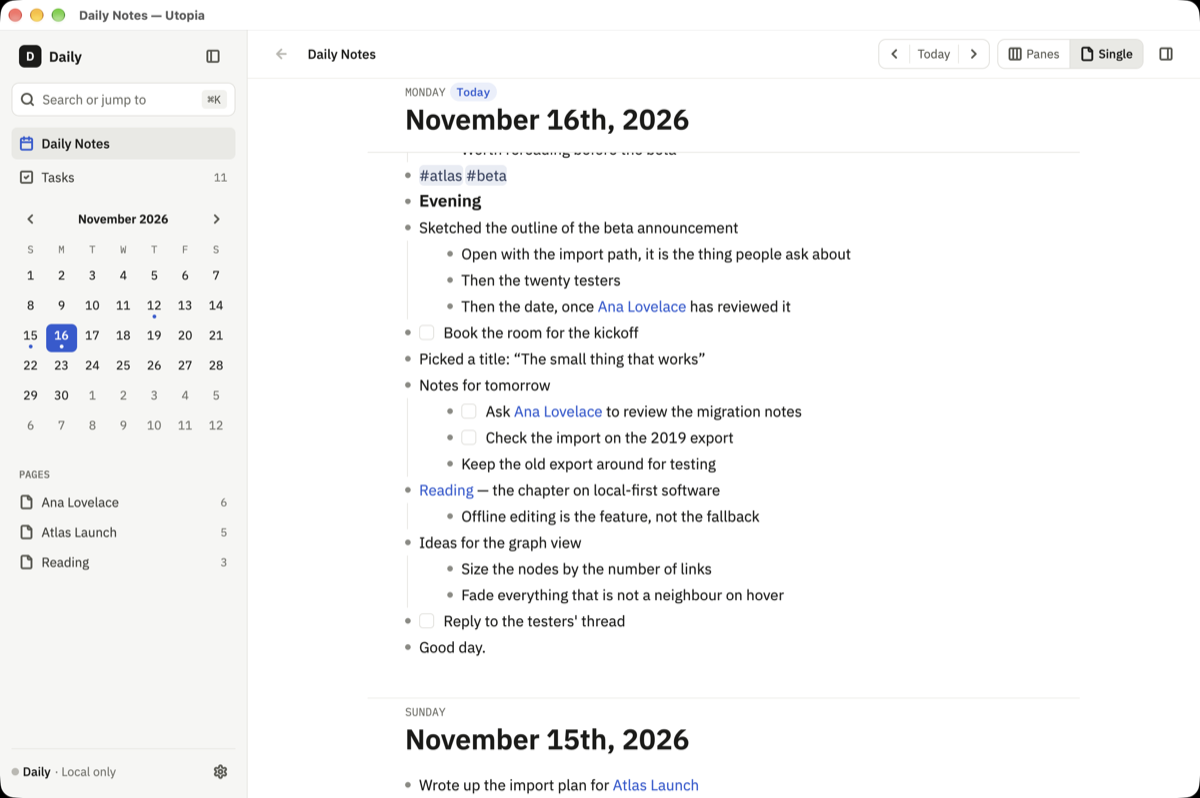 Daily Notes — Utopia
D Daily
Search or jump to ⌘K
Daily Notes
Tasks 11
November 2026
S M T W T F S
1 2 3 4 5 6 7
8 9 10 11 12 13 14
15 16 17 18 19 20 21
22 23 24 25 26 27 28
29 30 1 2 3 4 5
6 7 8 9 10 11 12
PAGES
Ana Lovelace 6
Atlas Launch 5
Reading 3
Daily · Local only
Daily Notes
Today
Panes
Single
MONDAY Today
November 16th, 2026
#atlas #beta
Evening
Sketched the outline of the beta announcement
Open with the import path, it is the thing people ask about
Then the twenty testers
Then the date, once Ana Lovelace has reviewed it
Book the room for the kickoff
Picked a title: “The small thing that works”
Notes for tomorrow
Ask Ana Lovelace to review the migration notes
Check the import on the 2019 export
Keep the old export around for testing
Reading — the chapter on local-first software
Offline editing is the feature, not the fallback
Ideas for the graph view
Size the nodes by the number of links
Fade everything that is not a neighbour on hover
Reply to the testers' thread
Good day.
SUNDAY
November 15th, 2026
Wrote up the import plan for Atlas Launch